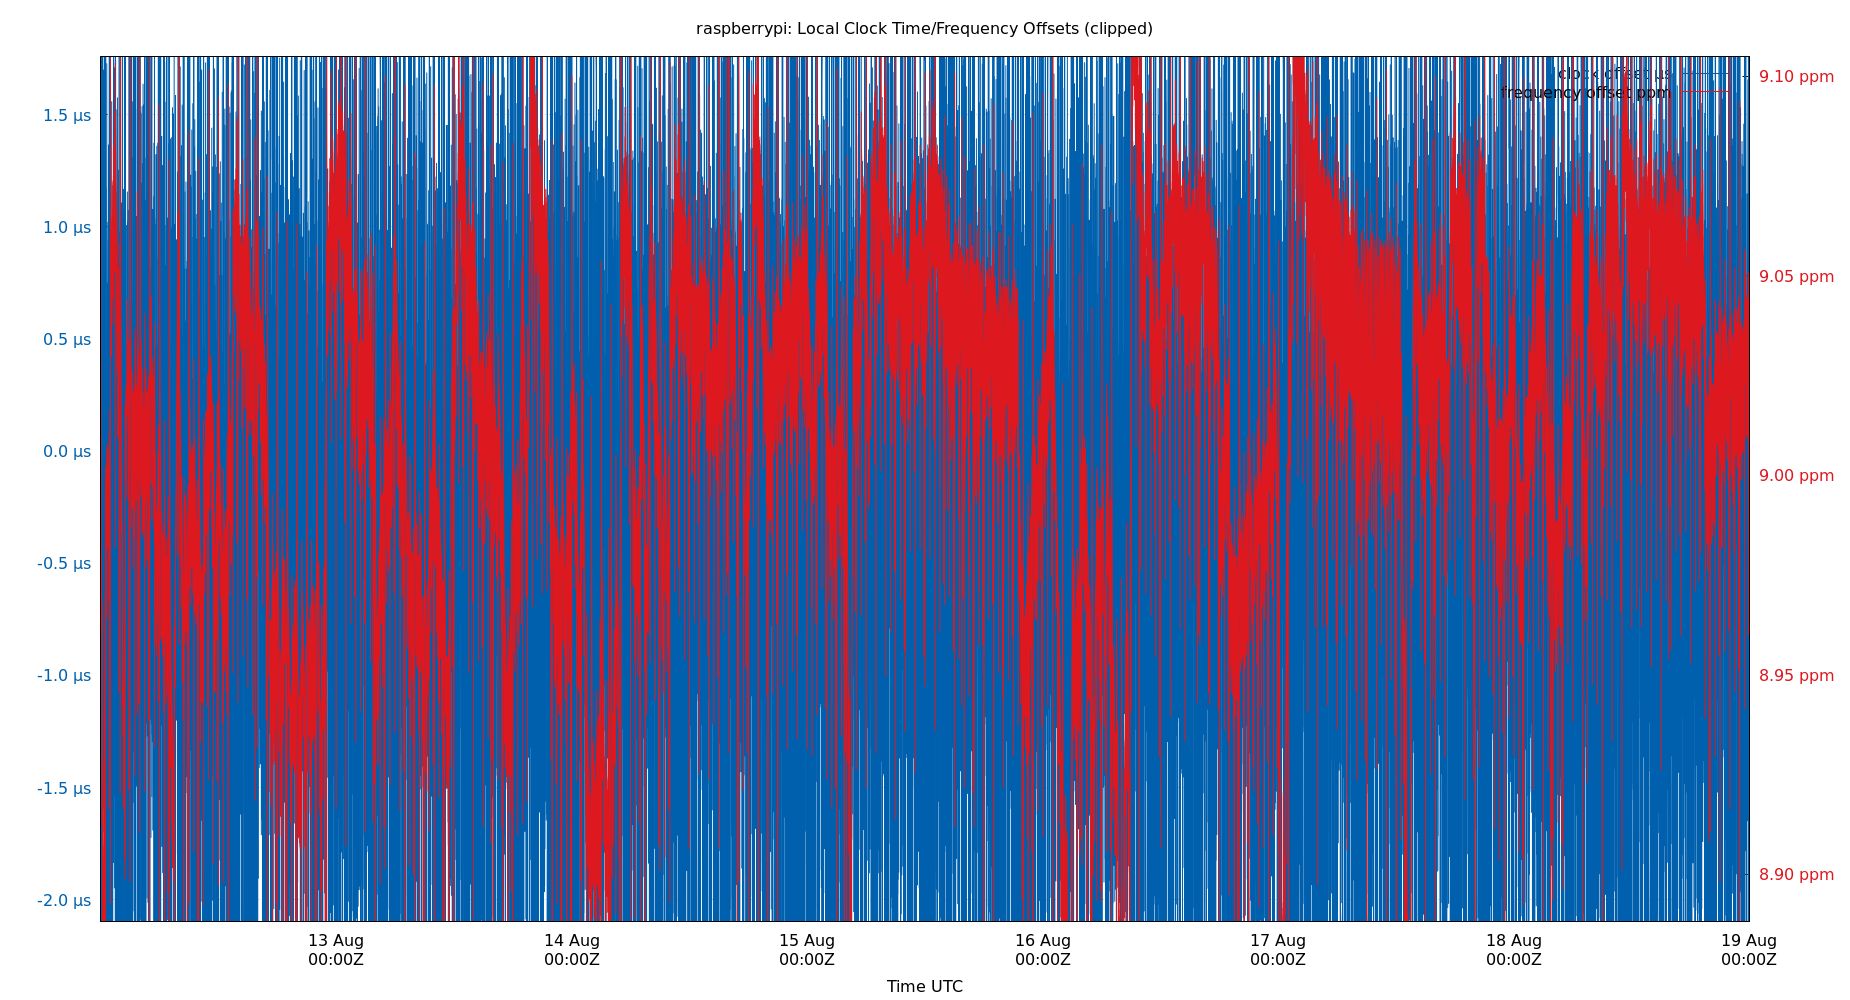 raspberrypi: Local Clock Time/Frequency Offsets (clipped)
clock offset µs
frequency offset ppm
1.5 µs
1.0 µs
0.5 µs
0.0 µs
-0.5 µs
-1.0 µs
-1.5 µs
-2.0 µs
9.10 ppm
9.05 ppm
9.00 ppm
8.95 ppm
8.90 ppm
13 Aug
00:00Z
14 Aug
00:00Z
15 Aug
00:00Z
16 Aug
00:00Z
17 Aug
00:00Z
18 Aug
00:00Z
19 Aug
00:00Z
Time UTC